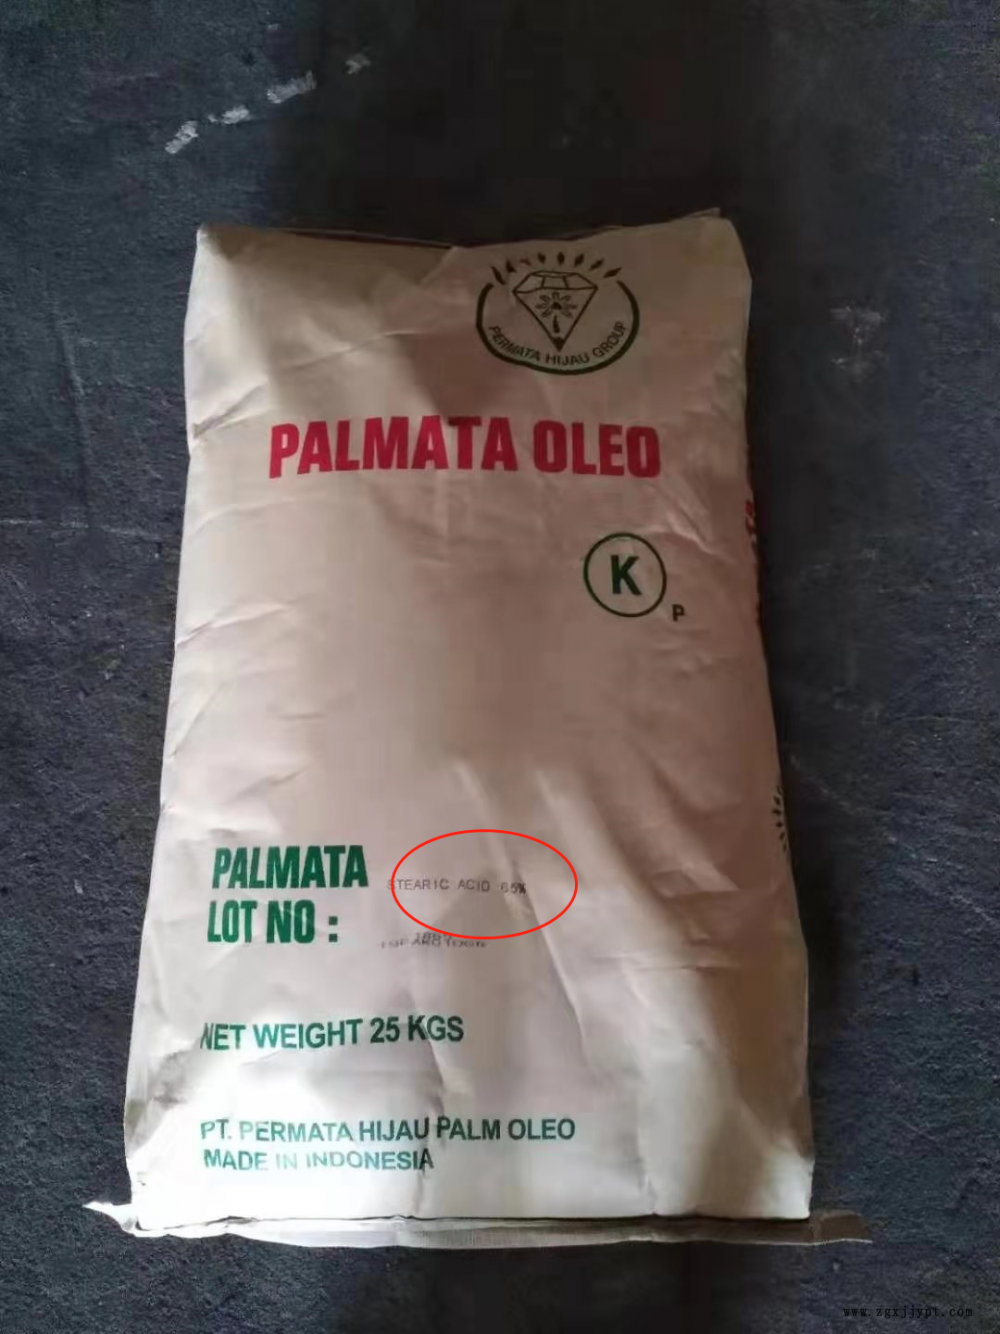 PERMATA HIJAU GROUP
PALMATA OLEO
K
P
PALMATA STEARIC ACID 65%
LOT NO :
NET WEIGHT 25 KGS
PT. PERMATA HIJAU PALM OLEO
MADE IN INDONESIA
www.zgxjjypt.com